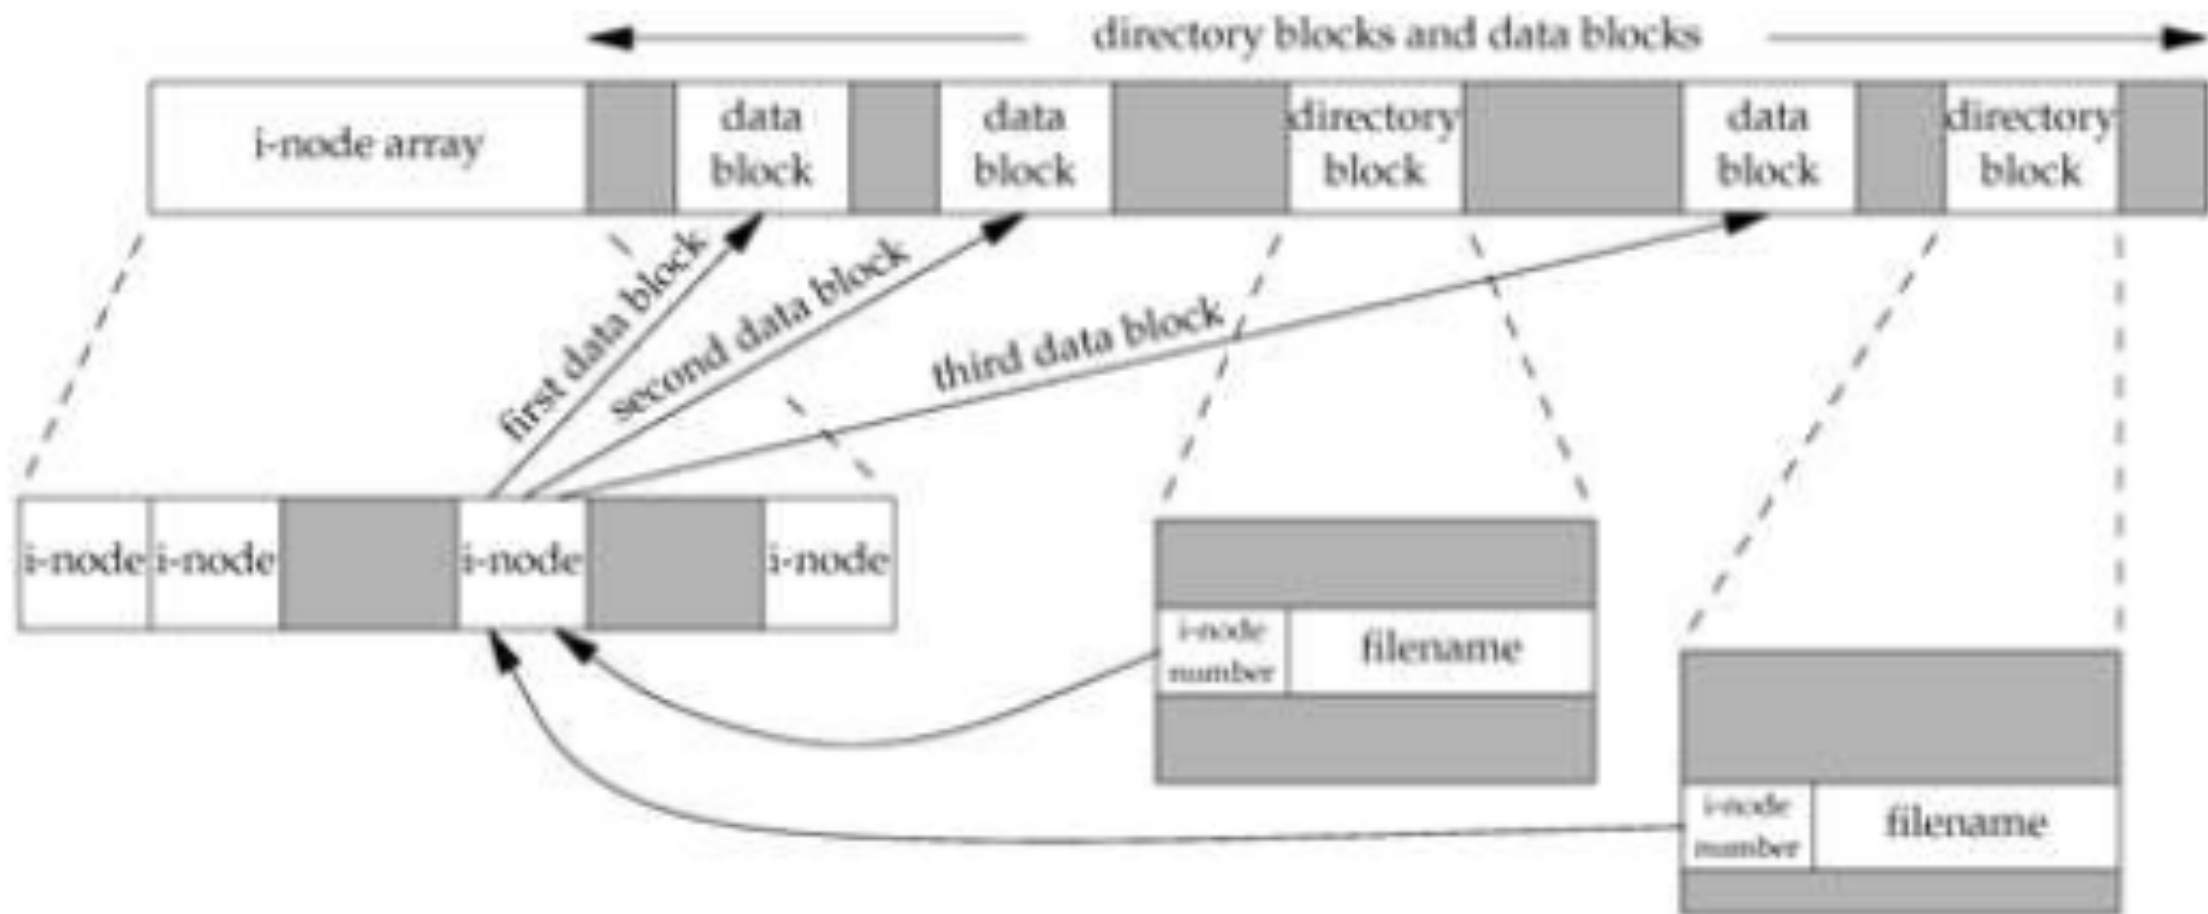 directory blocks and data blocks
i-node array
data
block
data
block
directory
block
data
block
directory
block
first data block
second data block
third data block
i-node
i-node
i-node
i-node
i-node
number
filename
i-node
number
filename